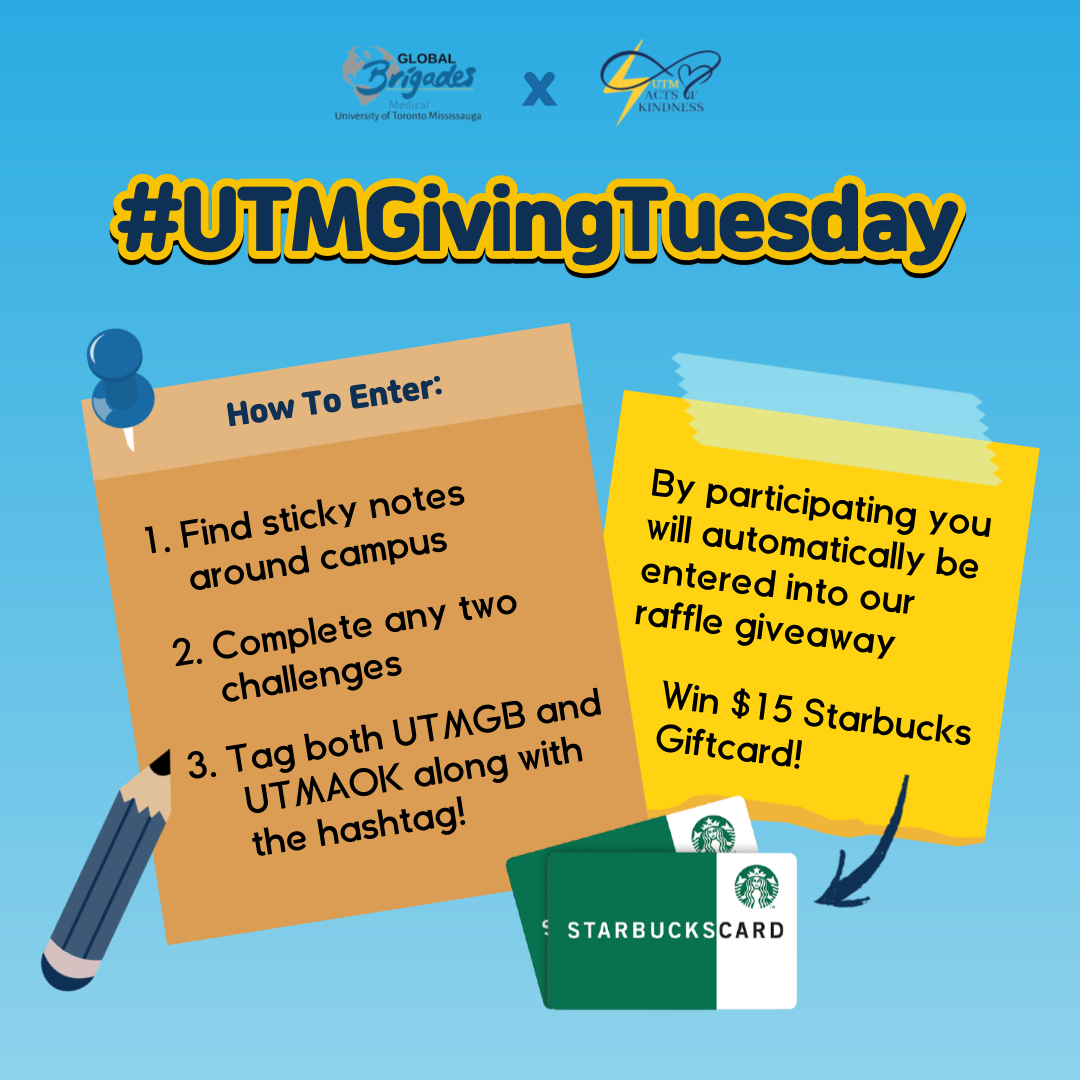 GLOBAL
Brigades
Medical
University of Toronto Mississauga
x
UTM
ACTS OF
KINDNESS
#UTMGivingTuesday
How To Enter:
1. Find sticky notes
around campus
2. Complete any two
challenges
3. Tag both UTMGB and
UTMAOK along with
the hashtag!
By participating you
will automatically be
entered into our
raffle giveaway
Win $15 Starbucks
Giftcard!
S
STARBUCKSCARD